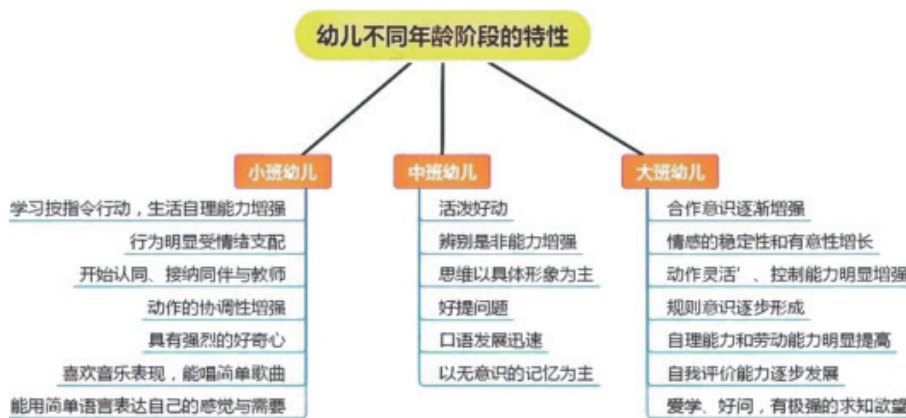 幼儿不同年龄阶段的特性
小班幼儿
学习按指令行动，生活自理能力增强
行为明显受情绪支配
开始认同、接纳同伴与教师
动作的协调性增强
具有强烈的好奇心
喜欢音乐表现，能唱简单歌曲
能用简单语言表达自己的感觉与需要
中班幼儿
活泼好动
辨别是非能力增强
思维以具体形象为主
好提问题
口语发展迅速
以无意识的记忆为主
大班幼儿
合作意识逐渐增强
情感的稳定性和有意性增长
动作灵活'、控制能力明显增强
规则意识逐步形成
自理能力和劳动能力明显提高
自我评价能力逐步发展
爱学、好问，有极强的求知欲望